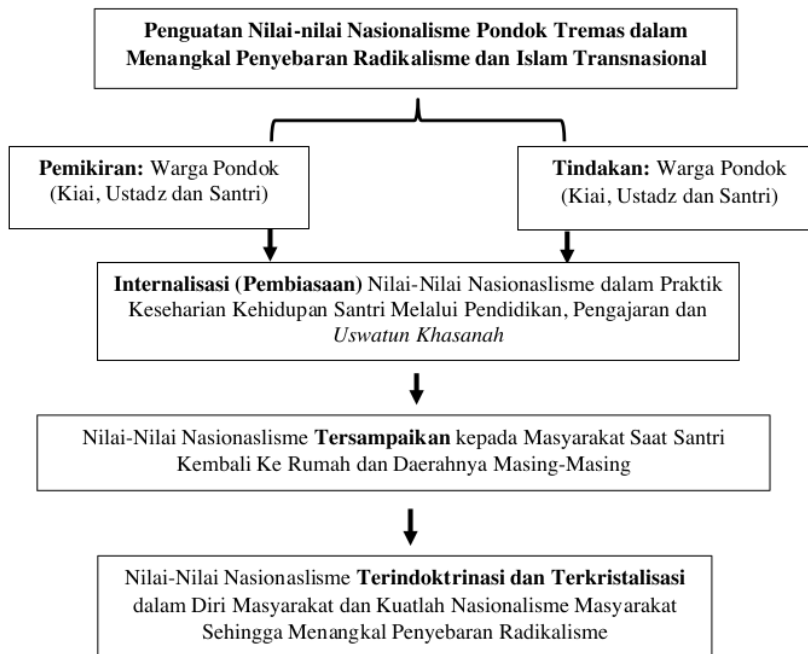 Penguatan Nilai-nilai Nasionalisme Pondok Tremas dalam
Menangkal Penyebaran Radikalisme dan Islam Transnasional
Pemikiran: Warga Pondok
(Kiai, Ustadz dan Santri)
Tindakan: Warga Pondok
(Kiai, Ustadz dan Santri)
Internalisasi (Pembiasaan) Nilai-Nilai Nasionaslisme dalam Praktik
Keseharian Kehidupan Santri Melalui Pendidikan, Pengajaran dan
Uswatun Khasanah
Nilai-Nilai Nasionaslisme Tersampaikan kepada Masyarakat Saat Santri
Kembali Ke Rumah dan Daerahnya Masing-Masing
Nilai-Nilai Nasionaslisme Terindoktrinasi dan Terkristalisasi
dalam Diri Masyarakat dan Kuatlah Nasionalisme Masyarakat
Sehingga Menangkal Penyebaran Radikalisme